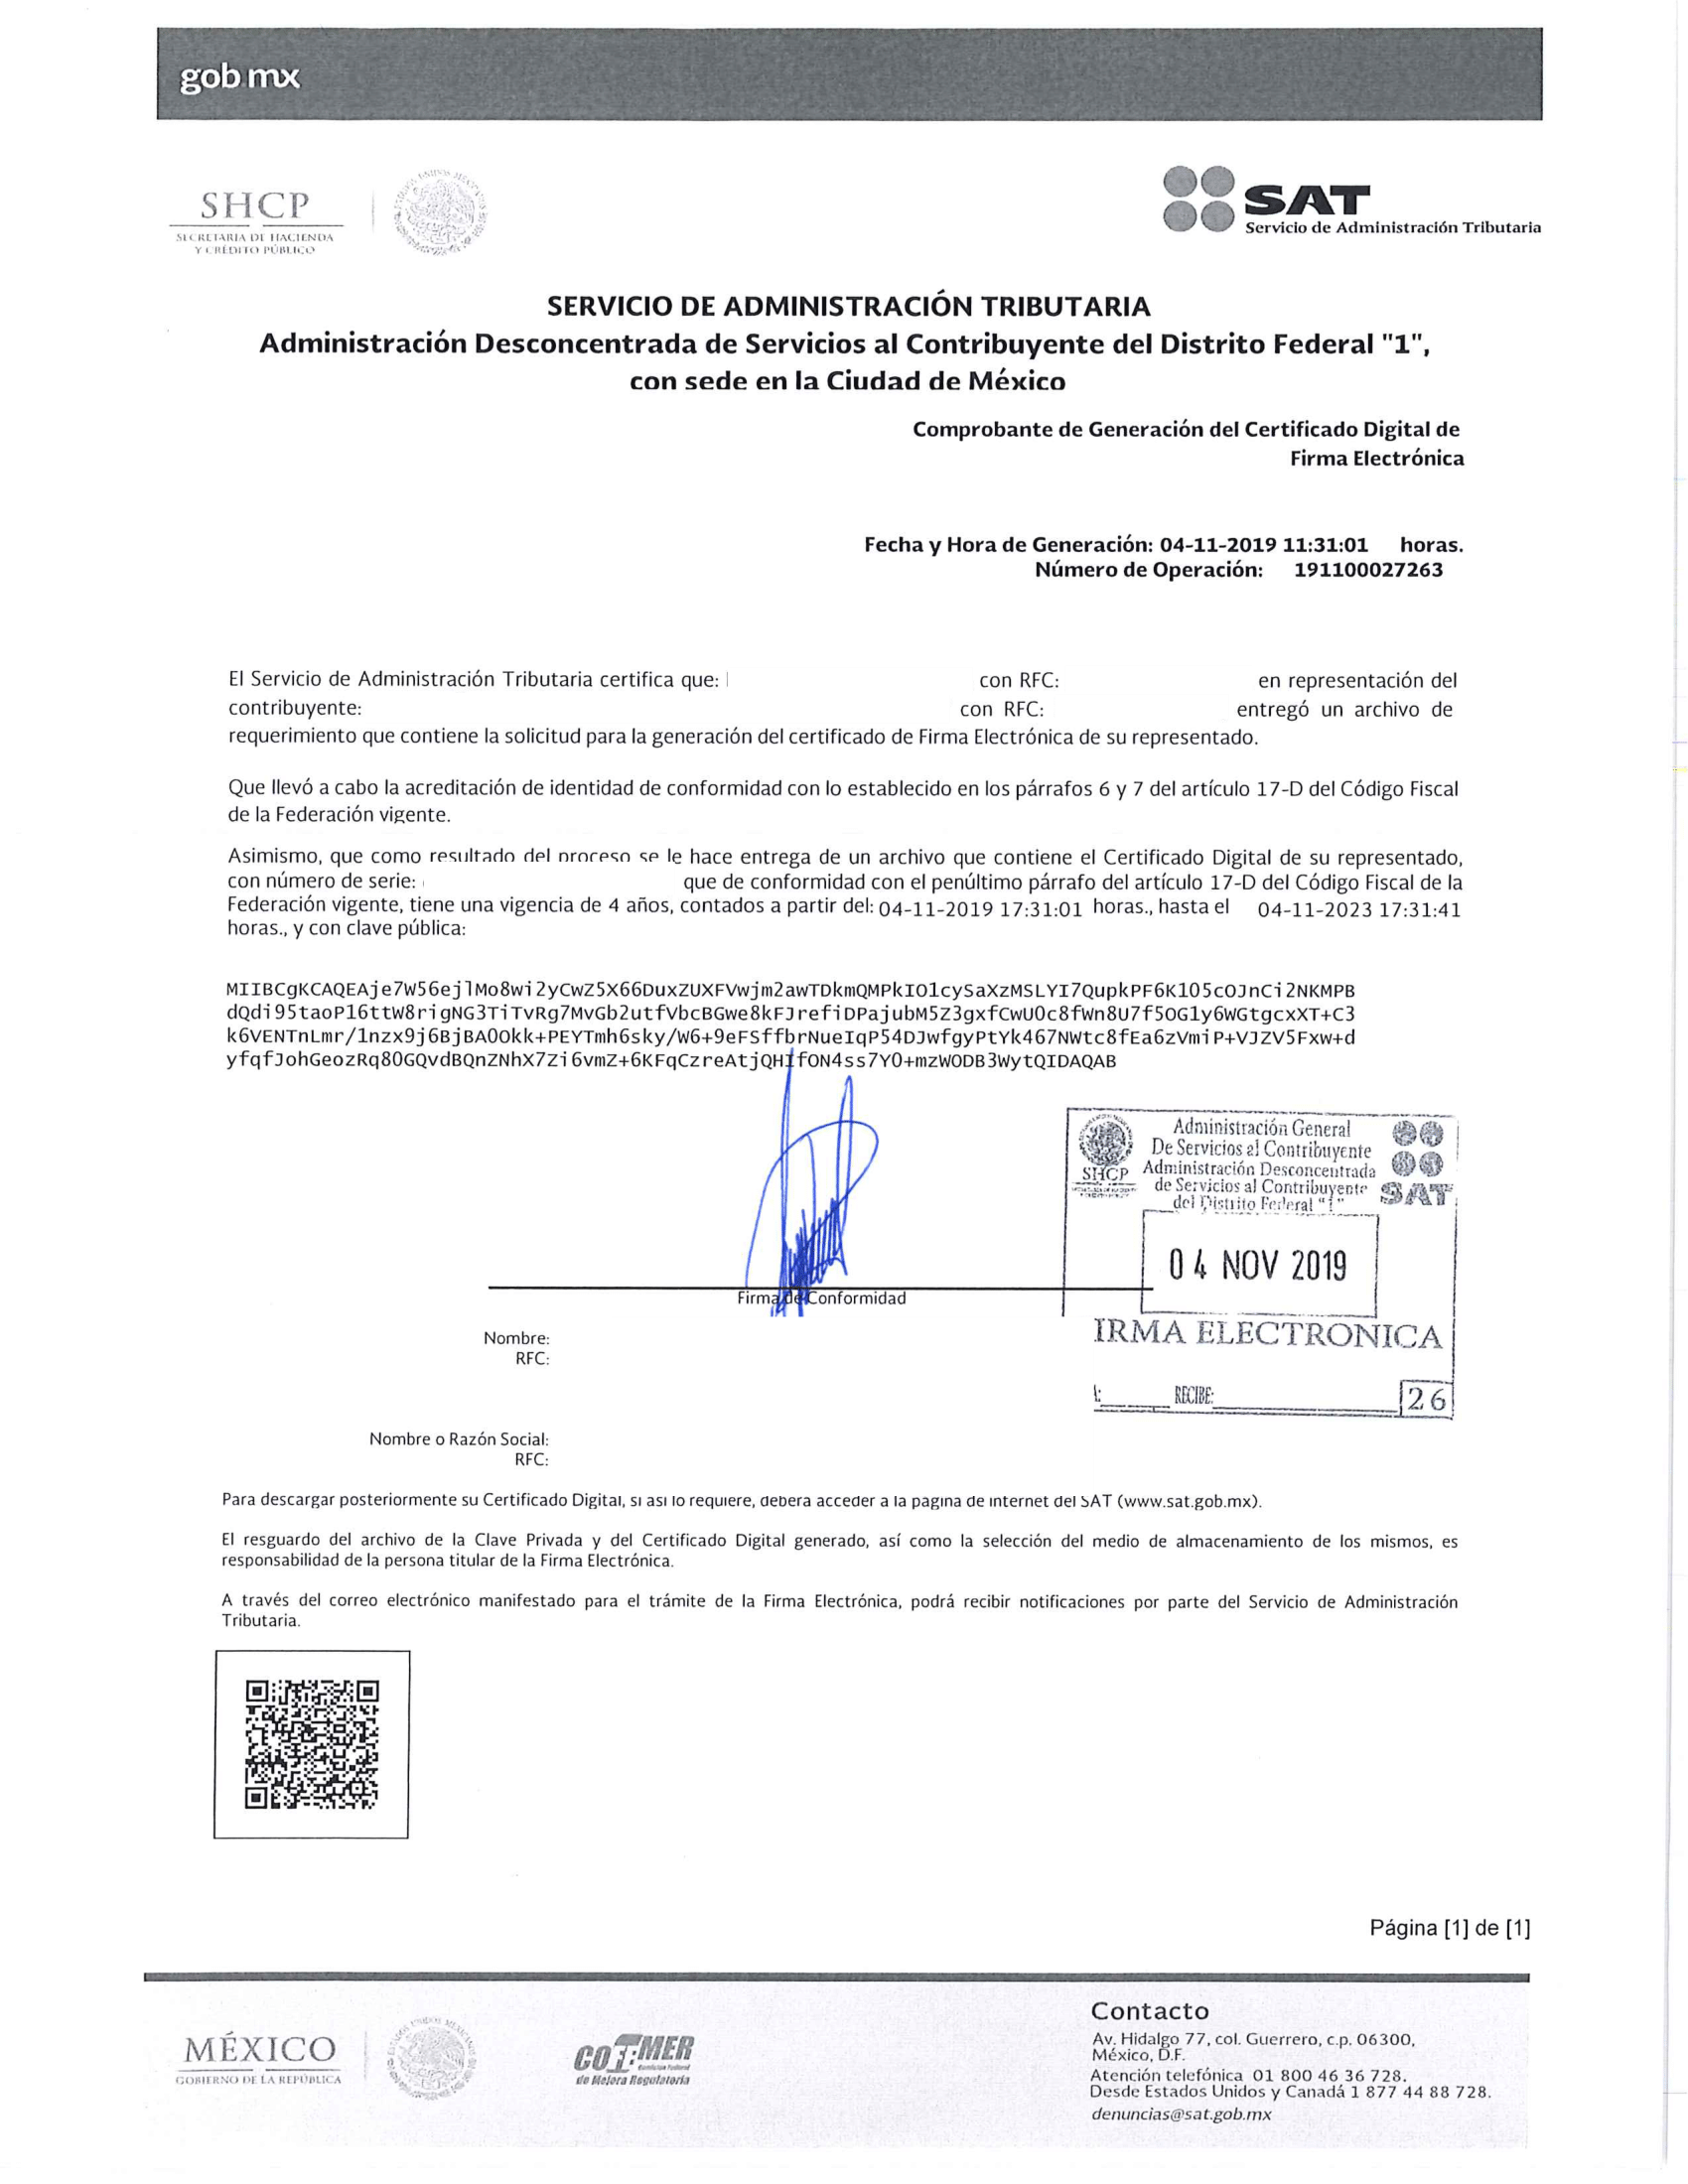 gob mx
SHCP
SECRETARÍA DE HACIENDA
Y CRÉDITO PÚBLICO
SAT
Servicio de Administración Tributaria
SERVICIO DE ADMINISTRACIÓN TRIBUTARIA
Administración Desconcentrada de Servicios al Contribuyente del Distrito Federal "1",
con sede en la Ciudad de México
Comprobante de Generación del Certificado Digital de
Firma Electrónica
Fecha y Hora de Generación: 04-11-2019 11:31:01 horas.
Número de Operación: 191100027263
El Servicio de Administración Tributaria certifica que: con RFC: en representación del
contribuyente: con RFC: entregó un archivo de
requerimiento que contiene la solicitud para la generación del certificado de Firma Electrónica de su representado.
Que llevó a cabo la acreditación de identidad de conformidad con lo establecido en los párrafos 6 y 7 del artículo 17-D del Código Fiscal
de la Federación vigente.
Asimismo, que como resultado del proceso se le hace entrega de un archivo que contiene el Certificado Digital de su representado,
con número de serie: que de conformidad con el penúltimo párrafo del artículo 17-D del Código Fiscal de la
Federación vigente, tiene una vigencia de 4 años, contados a partir del: 04-11-2019 17:31:01 horas., hasta el 04-11-2023 17:31:41
horas., y con clave pública:
MIIBCgKCAQEAje7W56ejlMo8wi2yCwZ5X66DuxZUXFVwjm2awTDkmQMPkIO1cySaXzMSLYI7QupkPF6K105cOJnCi2NKMPB
dQdi95taoP16ttW8rigNG3TiTvRg7MvGb2utfVbcBGwe8kFJrefiDPajubM5Z3gxfCwU0c8fWn8U7f5OG1y6WGtgcxXT+C3
k6VENTnLmr/1nzx9j6BjBAOOkk+PEYTmh6sky/W6+9eFSffbrNueIqP54DJwfgyPtYk467NWtc8fEa6zVmiP+VJZV5Fxw+d
yfqfJohGeozRq80GQvdBQnZNhX7Zi6vmZ+6KFqCzreAtjQHIfON4ss7Y0+mzWODB3WytQIDAQAB
Administración General
De Servicios al Contribuyente
SHCP Administración Desconcentrada
de Servicios al Contribuyente SAT
del Distrito Federal "1"
04 NOV 2019
Firma de Conformidad
IRMA ELECTRONICA
Nombre:
RFC:
RECIBE: 26
Nombre o Razón Social:
RFC:
Para descargar posteriormente su Certificado Digital, si así lo requiere, deberá acceder a la página de internet del SAT (www.sat.gob.mx).
El resguardo del archivo de la Clave Privada y del Certificado Digital generado, así como la selección del medio de almacenamiento de los mismos, es
responsabilidad de la persona titular de la Firma Electrónica.
A través del correo electrónico manifestado para el trámite de la Firma Electrónica, podrá recibir notificaciones por parte del Servicio de Administración
Tributaria.
Página [1] de [1]
MÉXICO
GOBIERNO DE LA REPÚBLICA
COFEMER
Comisión Federal
de Mejora Regulatoria
Contacto
Av. Hidalgo 77, col. Guerrero, c.p. 06300,
México, D.F.
Atención telefónica 01 800 46 36 728.
Desde Estados Unidos y Canadá 1 877 44 88 728.
denuncias@sat.gob.mx